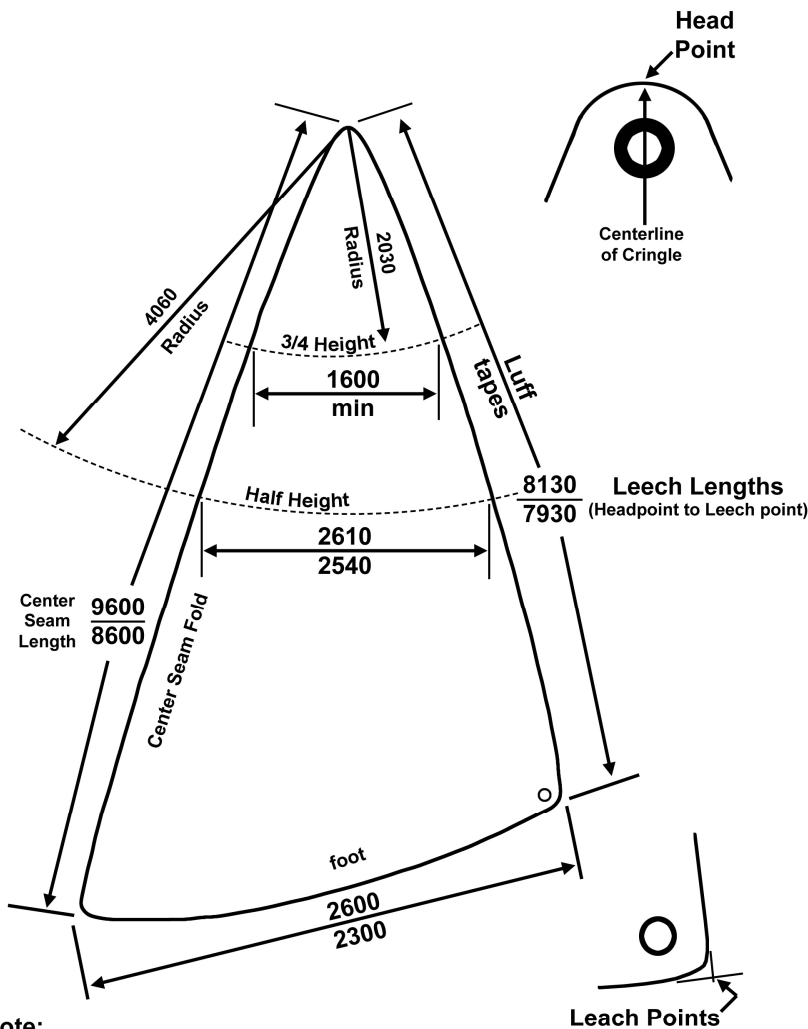 Head
Point
Centerline
of Cringle
4060
Radius
2030
Radius
3/4 Height
1600
min
Luff
tapes
Half Height
8130
7930
Leech Lengths
(Headpoint to Leech point)
2610
2540
Center
Seam
Length
9600
8600
Center Seam Fold
foot
2600
2300
Leach Points
ote: